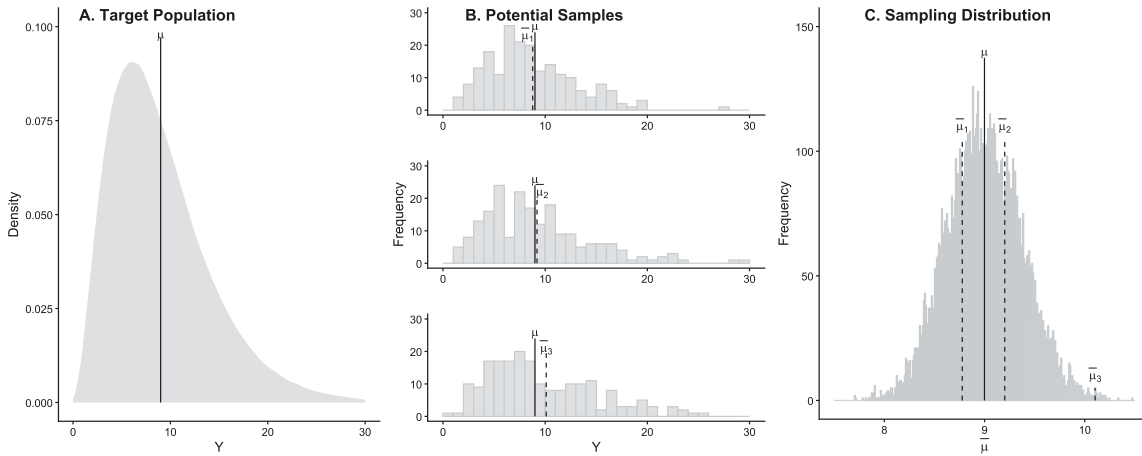 A. Target Population
0.100
0.075
0.050
0.025
0.000
Density
μ
0 10 20 30
Y
B. Potential Samples
30
20
10
0
μ̅1 μ
0 10 20 30
30
20
10
0
Frequency
μ μ̅2
0 10 20 30
30
20
10
0
μ μ̅3
0 10 20 30
Y
C. Sampling Distribution
150
100
50
0
Frequency
μ
μ̅1 μ̅2
μ̅3
8 9 10
μ̅